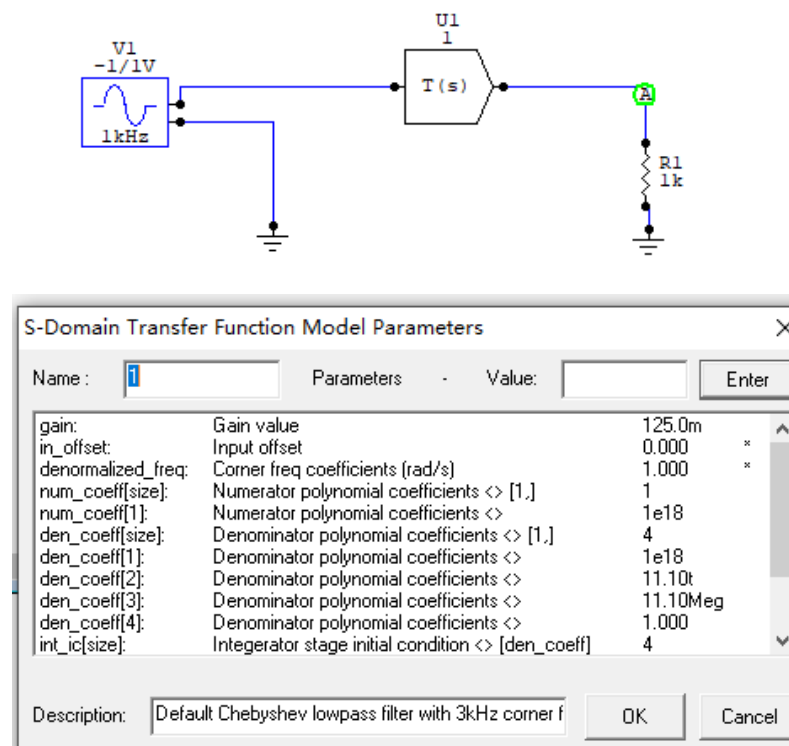 U1
1
V1
-1/1V
T(s)
A
1kHz
R1
1k
S-Domain Transfer Function Model Parameters
Name : 1 Parameters - Value: Enter
gain: Gain value 125.0m
in_offset: Input offset 0.000 *
denormalized_freq: Corner freq coefficients (rad/s) 1.000 *
num_coeff[size]: Numerator polynomial coefficients <> [1,] 1
num_coeff[1]: Numerator polynomial coefficients <> 1e18
den_coeff[size]: Denominator polynomial coefficients <> [1,] 4
den_coeff[1]: Denominator polynomial coefficients <> 1e18
den_coeff[2]: Denominator polynomial coefficients <> 11.10t
den_coeff[3]: Denominator polynomial coefficients <> 11.10Meg
den_coeff[4]: Denominator polynomial coefficients <> 1.000
int_ic[size]: Integerator stage initial condition <> [den_coeff] 4
Description: Default Chebyshev lowpass filter with 3kHz corner f OK Cancel